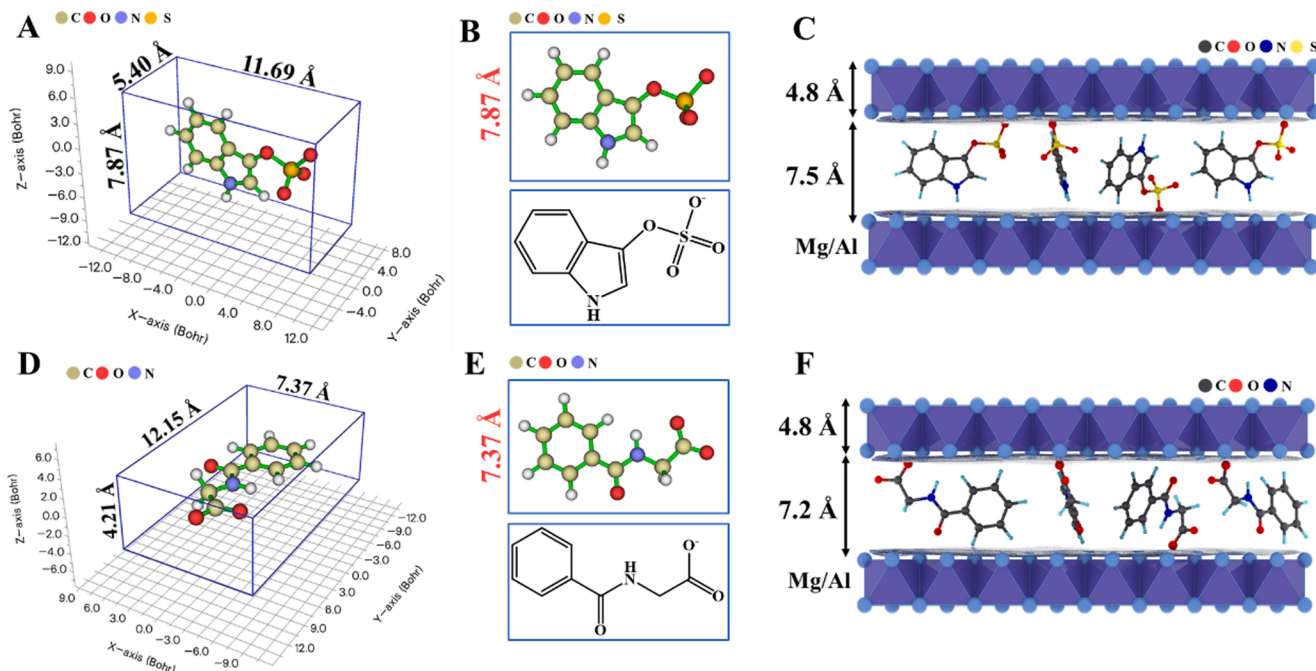 A
C O N S
5.40 Å
11.69 Å
7.87 Å
Z−axis (Bohr)
9.0
6.0
3.0
0.0
−3.0
−6.0
−9.0
−12.0
−12.0
−8.0
−4.0
0.0
4.0
8.0
12.0
X−axis (Bohr)
8.0
4.0
0.0
−4.0
Y−axis (Bohr)
B
C O N S
7.87 Å
O
O⁻
S
O
O
N
H
C
C O N S
4.8 Å
7.5 Å
Mg/Al
D
C O N
7.37 Å
12.15 Å
4.21 Å
Z−axis (Bohr)
6.0
4.0
2.0
0.0
−2.0
−4.0
−6.0
9.0
6.0
3.0
0.0
−3.0
−6.0
−9.0
X−axis (Bohr)
−12.0
−9.0
−6.0
−3.0
0.0
3.0
6.0
9.0
12.0
Y−axis (Bohr)
E
C O N
7.37 Å
H
N
O⁻
O
O
F
C O N
4.8 Å
7.2 Å
Mg/Al